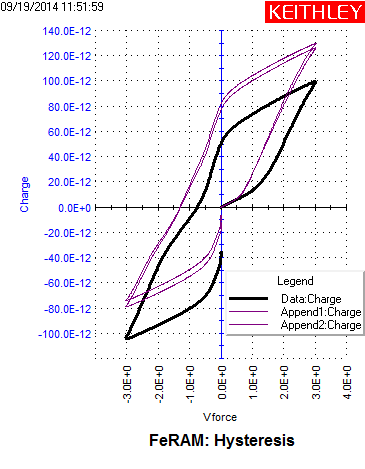 09/19/2014 11:51:59
KEITHLEY
140.0E-12
120.0E-12
100.0E-12
80.0E-12
60.0E-12
40.0E-12
20.0E-12
0.0E+0
-20.0E-12
-40.0E-12
-60.0E-12
-80.0E-12
-100.0E-12
Charge
Legend
Data:Charge
Append1:Charge
Append2:Charge
-3.0E+0
-2.0E+0
-1.0E+0
0.0E+0
1.0E+0
2.0E+0
3.0E+0
4.0E+0
Vforce
FeRAM: Hysteresis